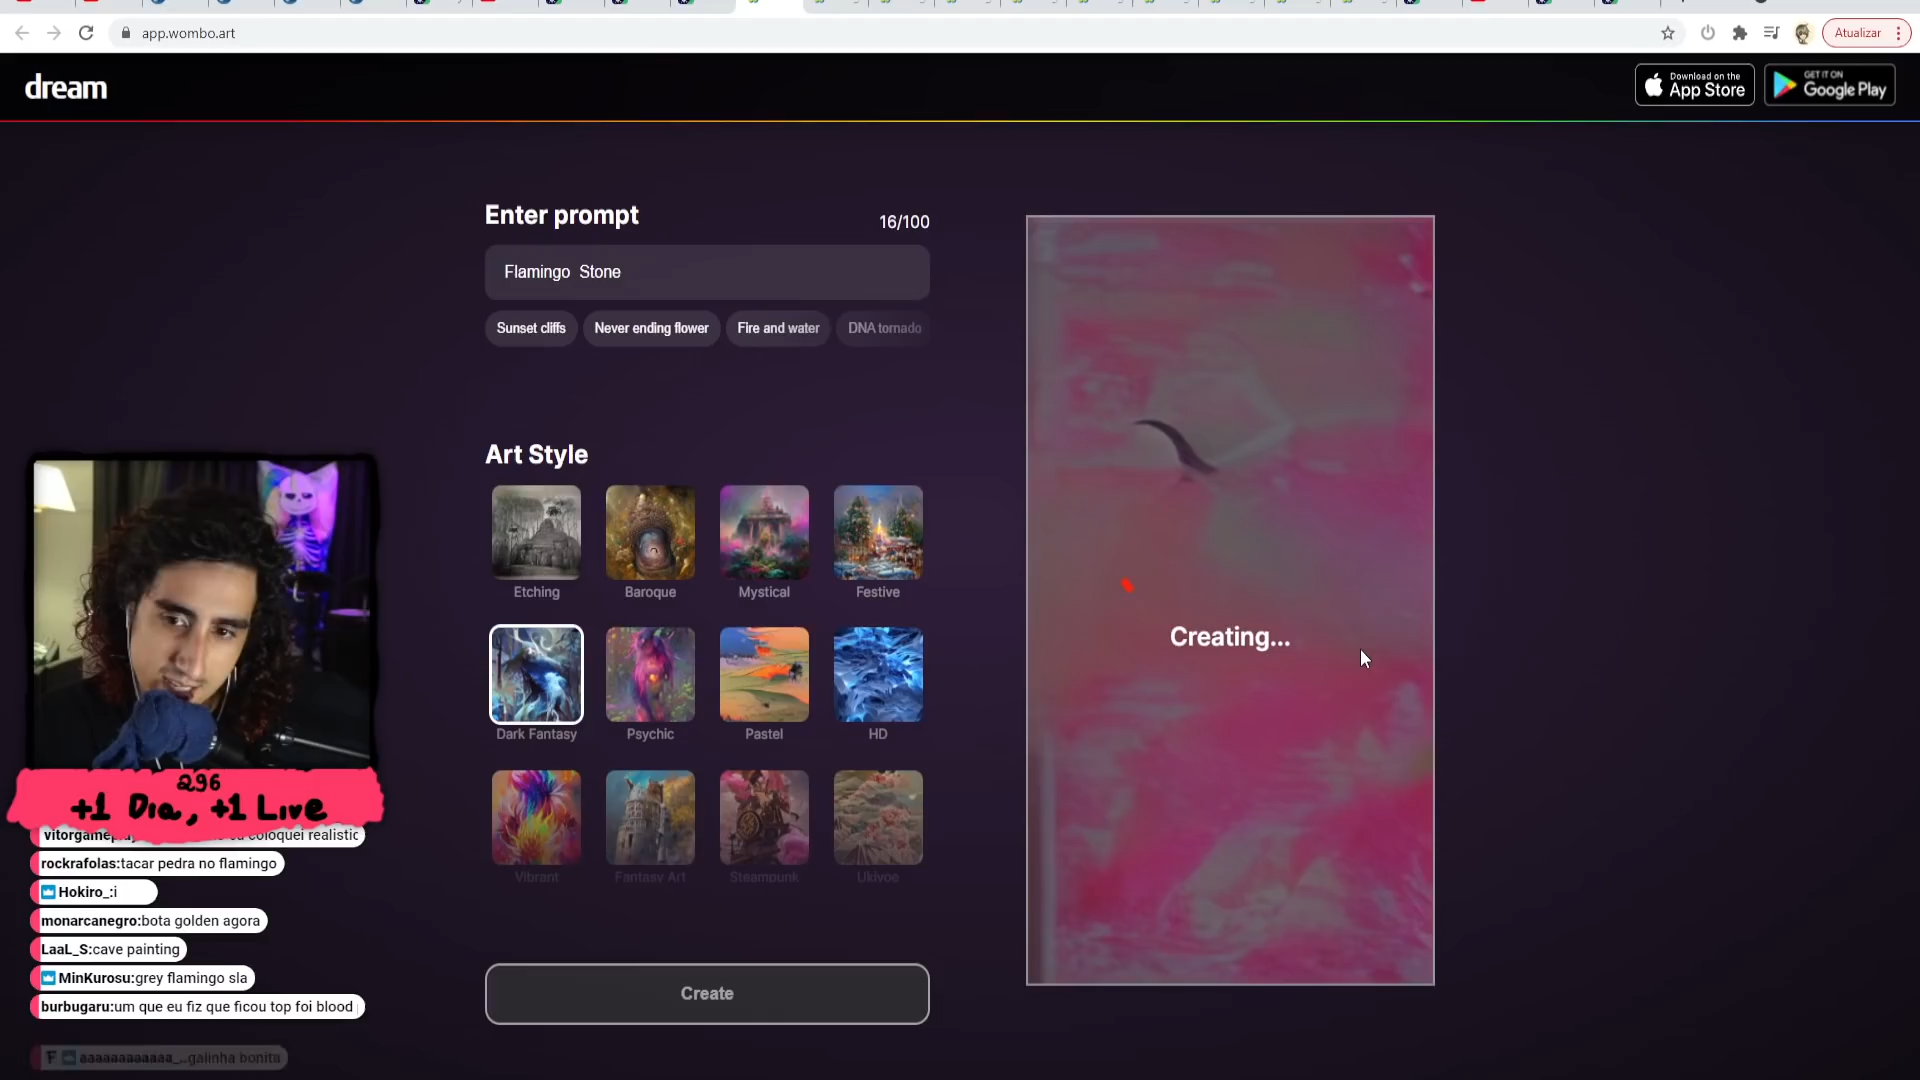 app.wombo.art
Atualizar
dream
Download on the
App Store
GET IT ON
Google Play
Enter prompt
16/100
Flamingo  Stone
Sunset cliffs
Never ending flower
Fire and water
DNA tornado
Art Style
Etching
Baroque
Mystical
Festive
Dark Fantasy
Psychic
Pastel
HD
Vibrant
Fantasy Art
Steampunk
Ukiyoe
Creating...
Create
296
+1 Dia, +1 Live
coloquei realistic
rockrafolas:tacar pedra no flamingo
Hokiro_:i
monarcanegro:bota golden agora
LaaL_S:cave painting
MinKurosu:grey flamingo sla
burbugaru:um que eu fiz que ficou top foi blood
galinha bonita